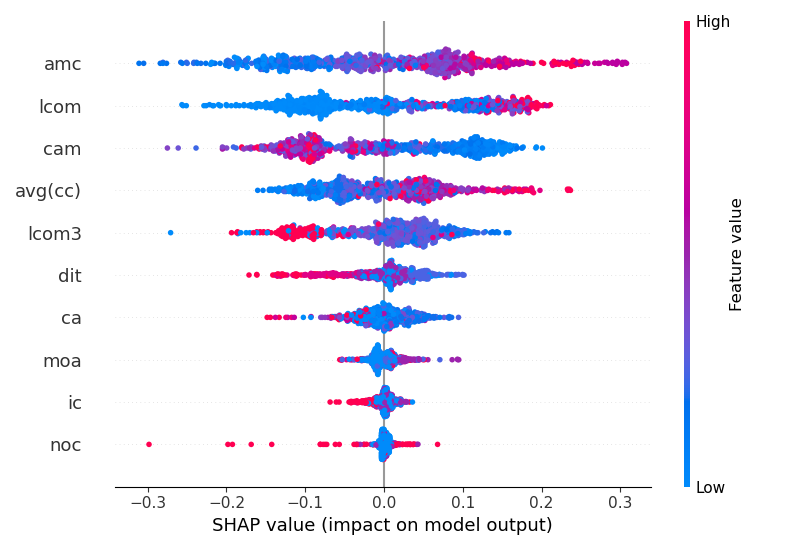 High
amc
lcom
cam
avg(cc)
lcom3
dit
ca
moa
ic
noc
Feature value
Low
−0.3 −0.2 −0.1 0.0 0.1 0.2 0.3
SHAP value (impact on model output)